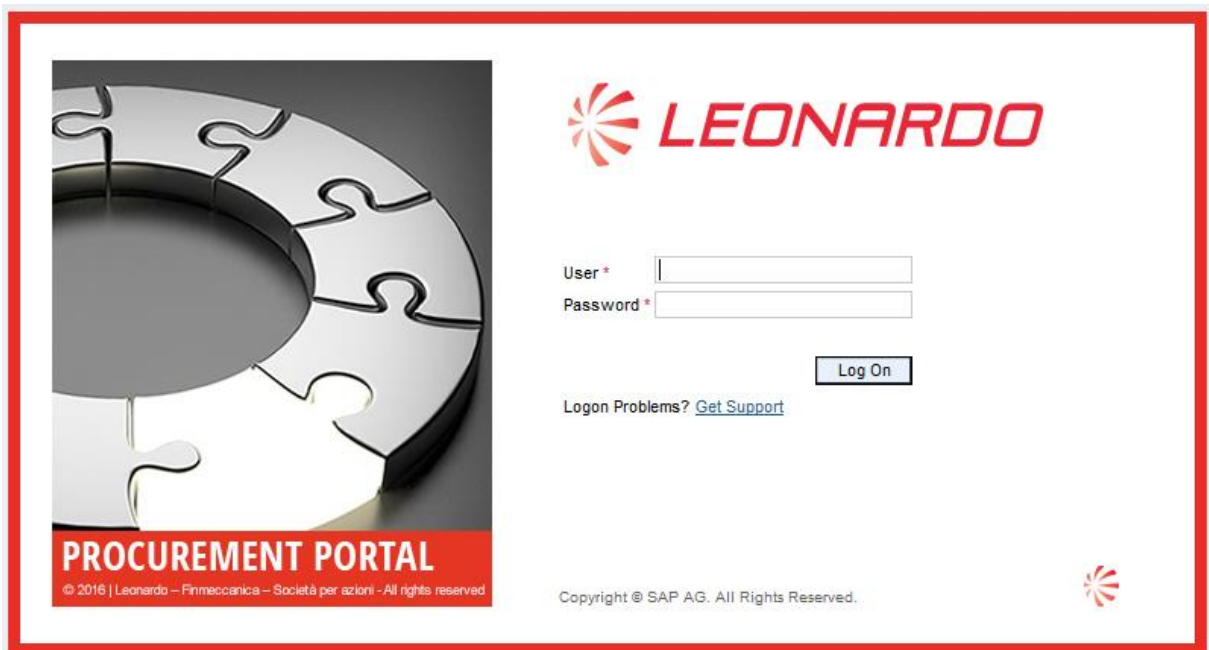 LEONARDO
User *
Password *
Log On
Logon Problems? Get Support
PROCUREMENT PORTAL
© 2016 | Leonardo – Finmeccanica – Società per azioni - All rights reserved
Copyright © SAP AG. All Rights Reserved.